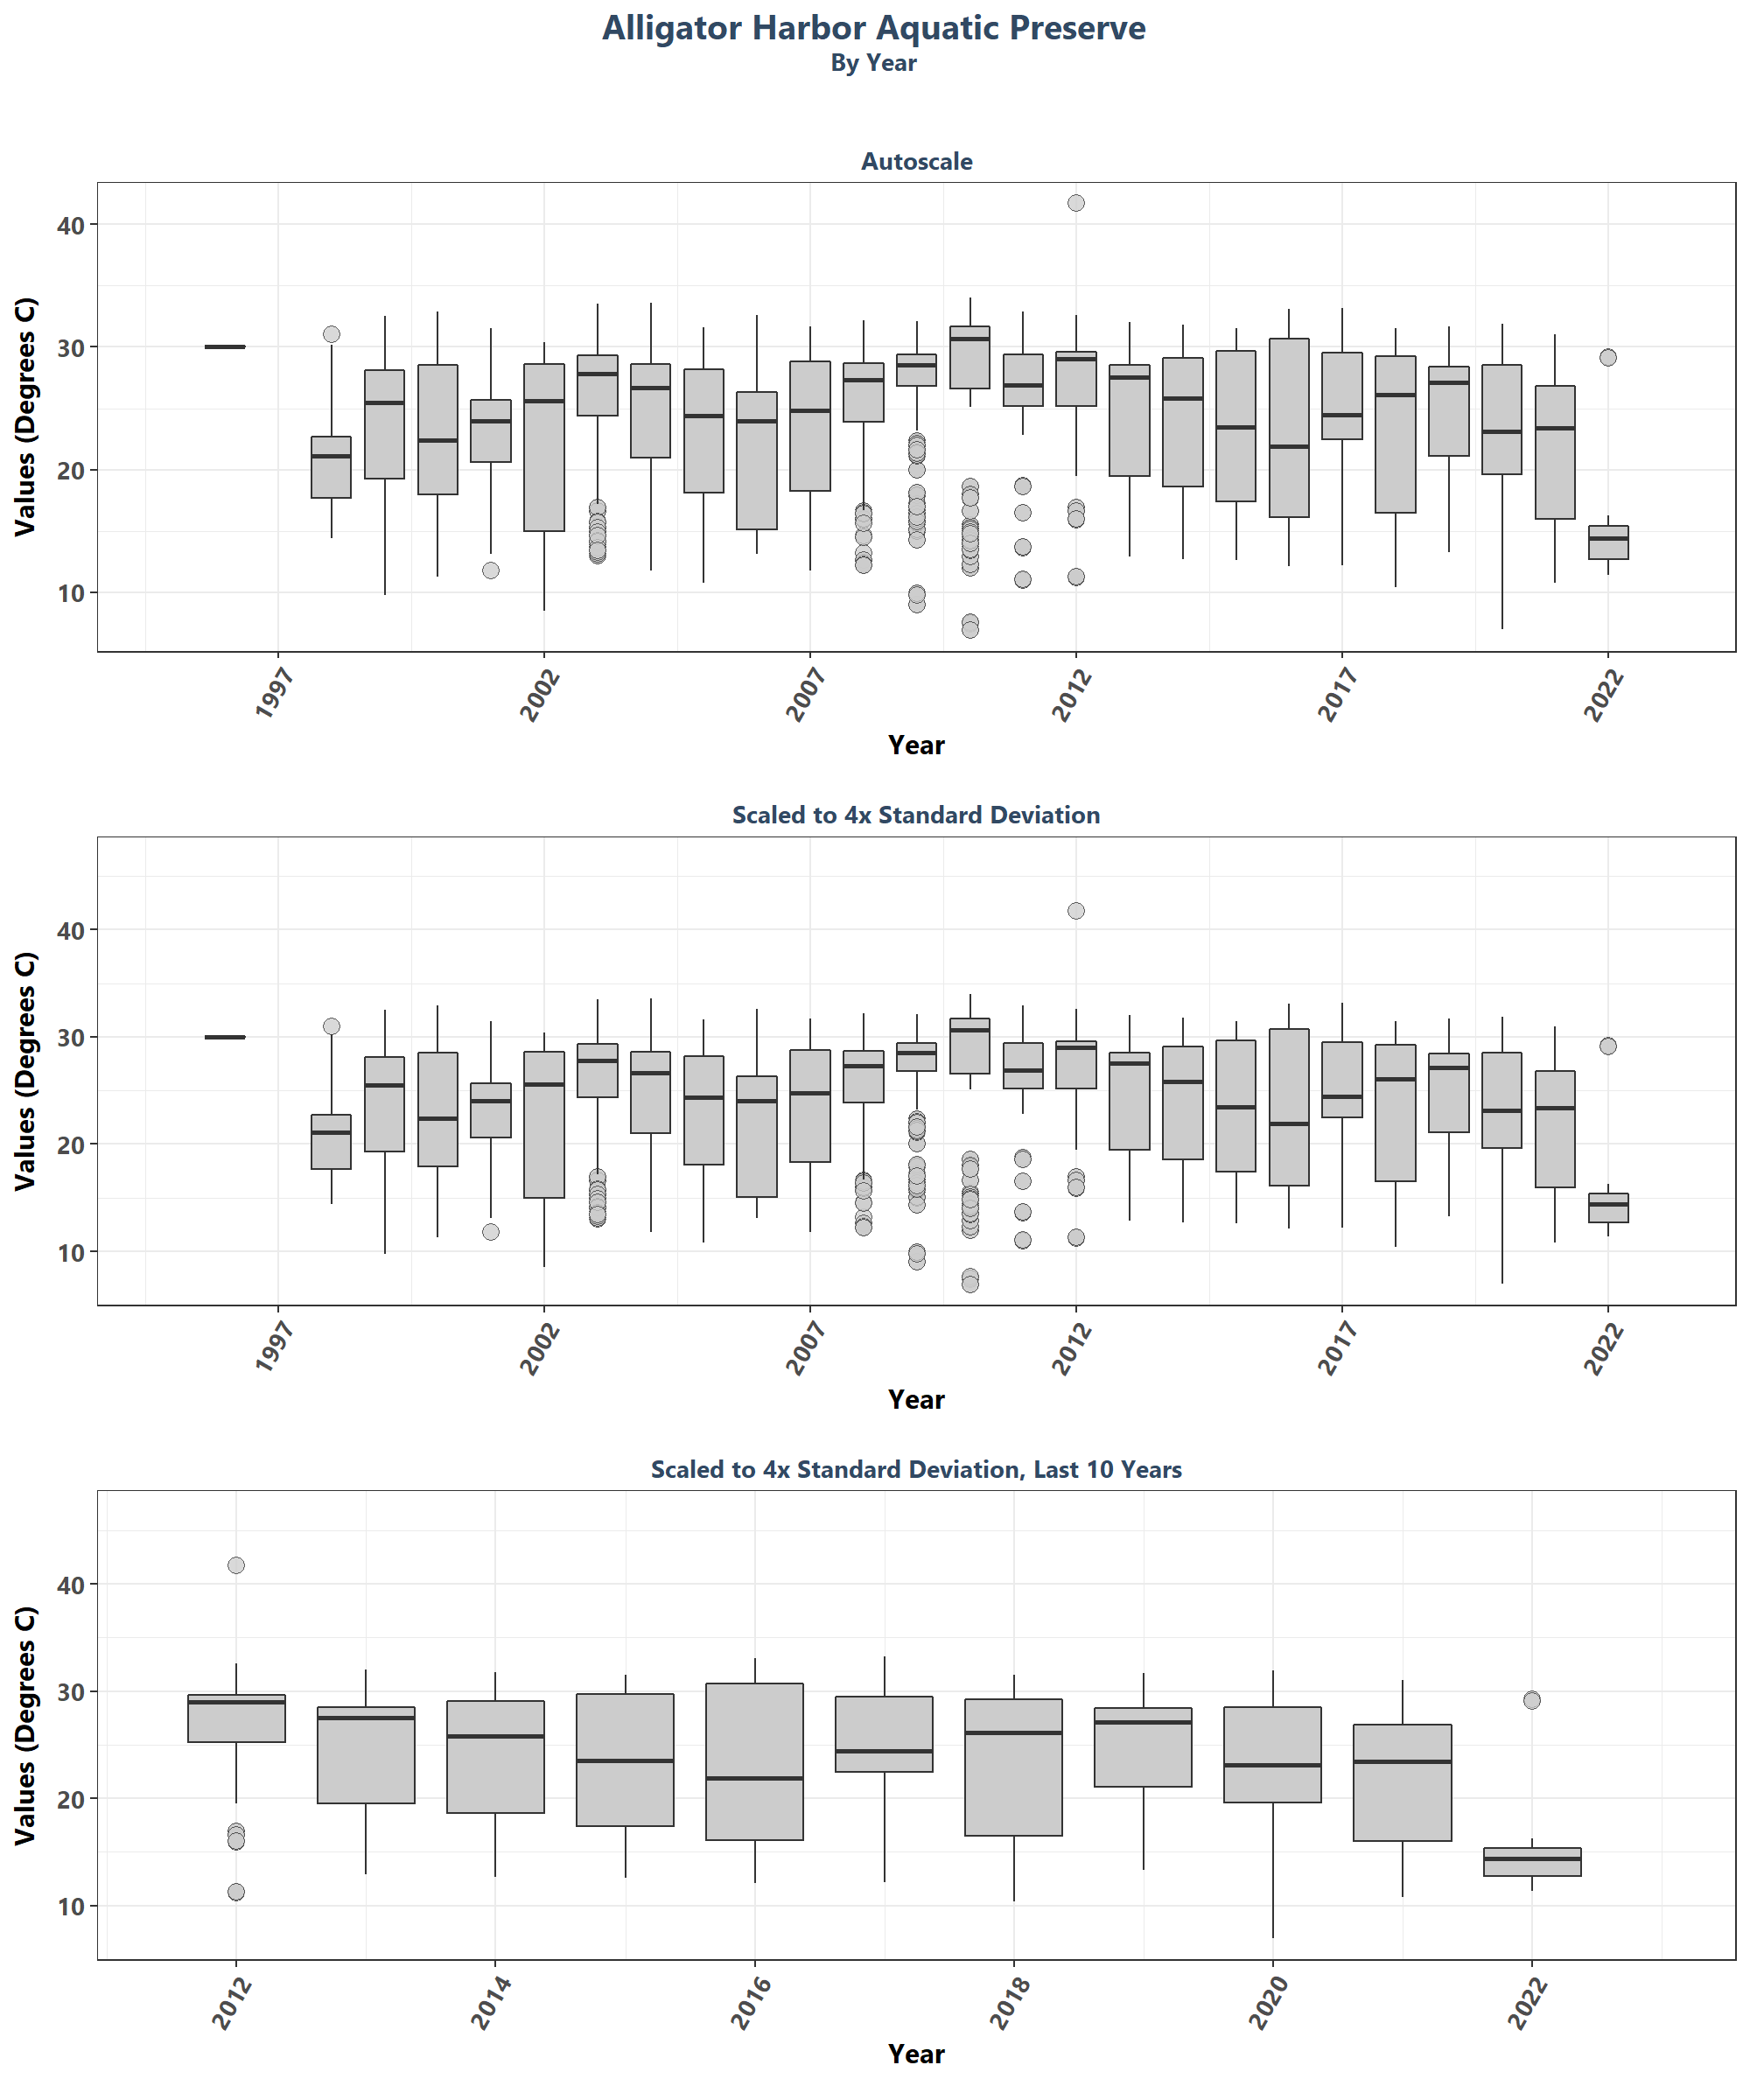 Alligator Harbor Aquatic Preserve
By Year
Autoscale
Values (Degrees C)
40
30
20
10
1997
2002
2007
2012
2017
2022
Year
Scaled to 4x Standard Deviation
Values (Degrees C)
40
30
20
10
1997
2002
2007
2012
2017
2022
Year
Scaled to 4x Standard Deviation, Last 10 Years
Values (Degrees C)
40
30
20
10
2012
2014
2016
2018
2020
2022
Year